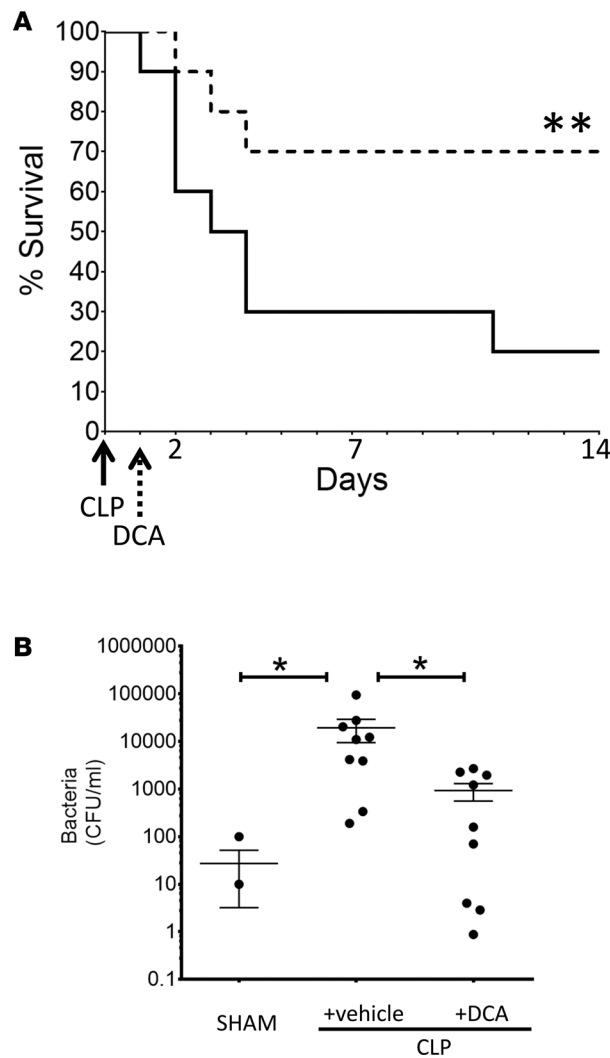 A
100
90
80
70
60
50
40
30
20
10
0
% Survival
**
2 7 14
Days
CLP
DCA
B
1000000
100000
10000
1000
100
10
1
0.1
Bacteria
(CFU/ml)
* *
SHAM +vehicle +DCA
CLP